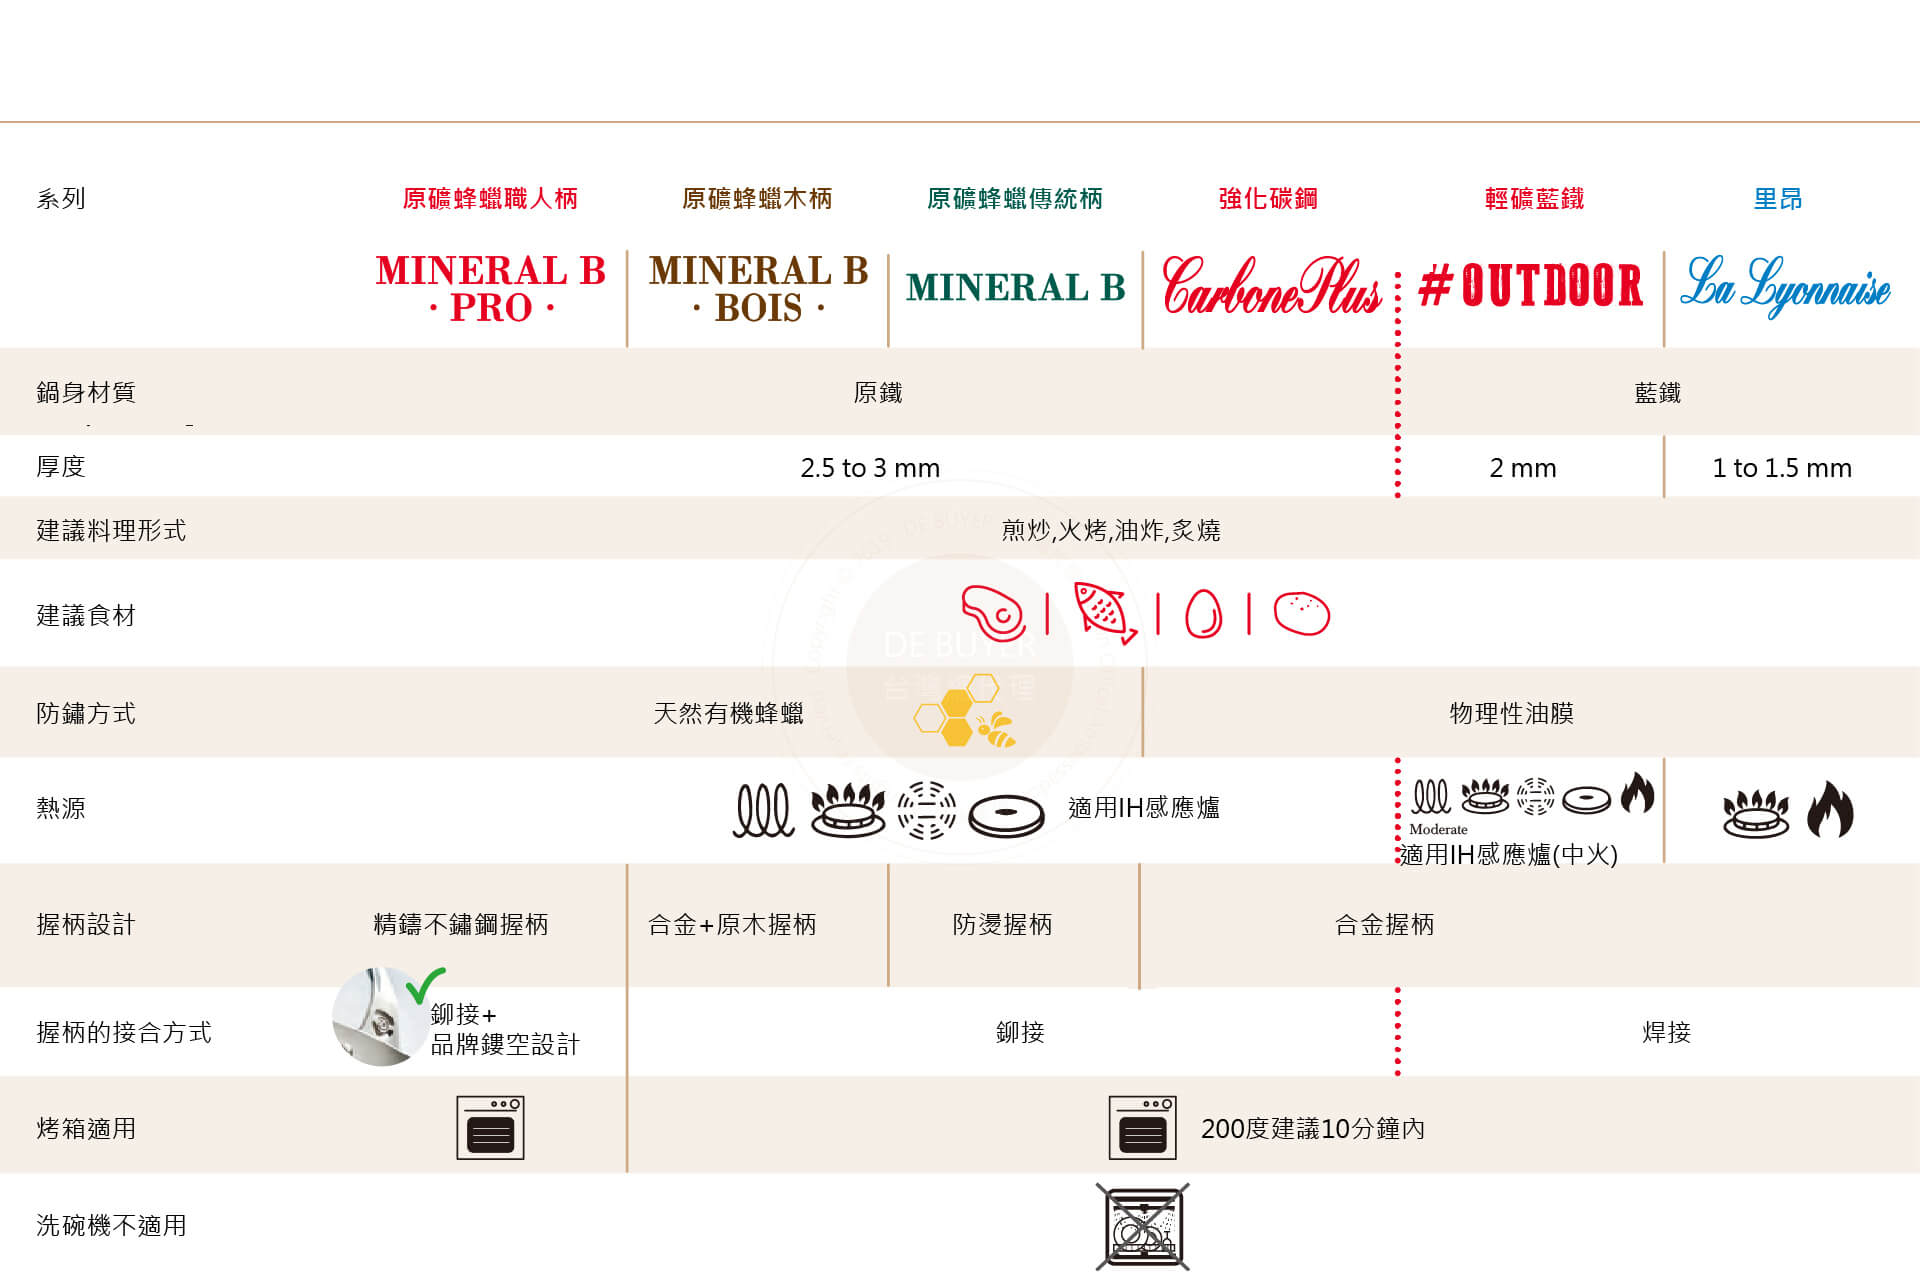 系列
原礦蜂蠟職人柄
原礦蜂蠟木柄
原礦蜂蠟傳統柄
強化碳鋼
輕礦藍鐵
里昂
MINERAL B
· PRO ·
MINERAL B
· BOIS ·
MINERAL B
CarbonePlus
#OUTDOOR
La Lyonnaise
鍋身材質
原鐵
藍鐵
厚度
2.5 to 3 mm
2 mm
1 to 1.5 mm
建議料理形式
煎炒,火烤,油炸,炙燒
建議食材
DE BUYER
防鏽方式
天然有機蜂蠟
物理性油膜
熱源
適用IH感應爐
Moderate
適用IH感應爐(中火)
握柄設計
精鑄不鏽鋼握柄
合金+原木握柄
防燙握柄
合金握柄
握柄的接合方式
鉚接+
品牌鏤空設計
鉚接
焊接
烤箱適用
200度建議10分鐘內
洗碗機不適用